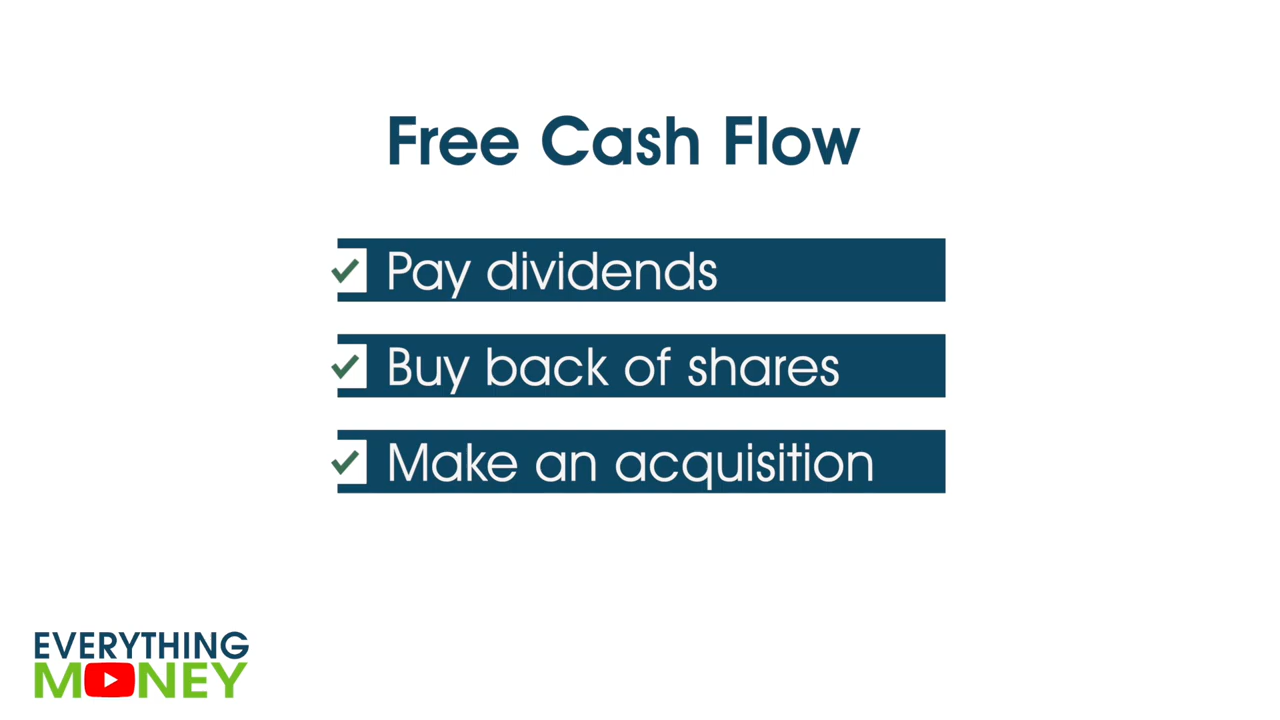 Free Cash Flow
Pay dividends
Buy back of shares
Make an acquisition
EVERYTHING
MONEY